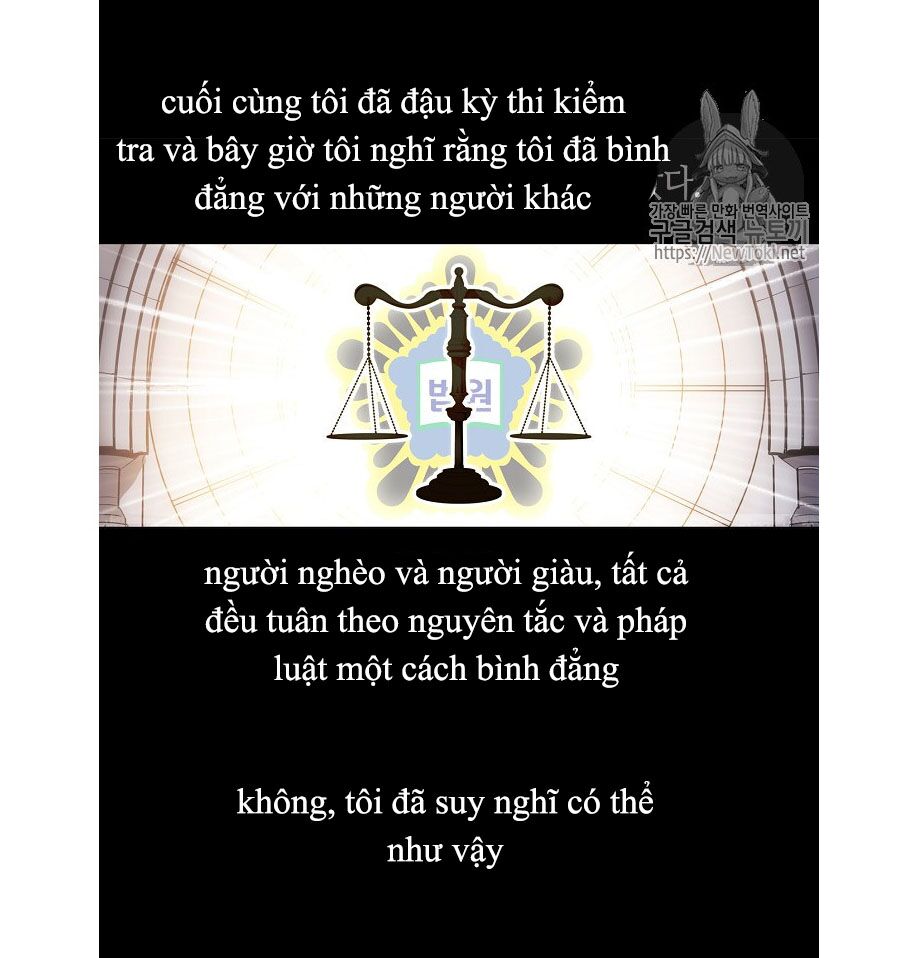 cuối cùng tôi đã đậu kỳ thi kiểm
tra và bây giờ tôi nghĩ rằng tôi đã bình
đẳng với những người khác
다.
가장 빠른 만화 번역사이트
구글검색 뉴토끼
https://NewToki.net
법원
người nghèo và người giàu, tất cả
đều tuân theo nguyên tắc và pháp
luật một cách bình đẳng
không, tôi đã suy nghĩ có thể
như vậy